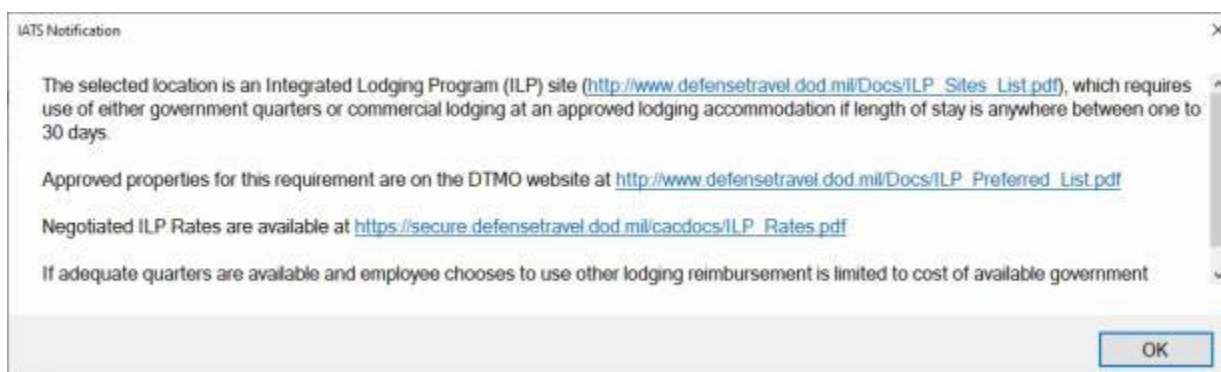 IATS Notification
The selected location is an Integrated Lodging Program (ILP) site (http://www.defensetravel.dod.mil/Docs/ILP_Sites_List.pdf), which requires
use of either government quarters or commercial lodging at an approved lodging accommodation if length of stay is anywhere between one to
30 days.
Approved properties for this requirement are on the DTMO website at http://www.defensetravel.dod.mil/Docs/ILP_Preferred_List.pdf
Negotiated ILP Rates are available at https://secure.defensetravel.dod.mil/cacdocs/ILP_Rates.pdf
If adequate quarters are available and employee chooses to use other lodging reimbursement is limited to cost of available government
OK